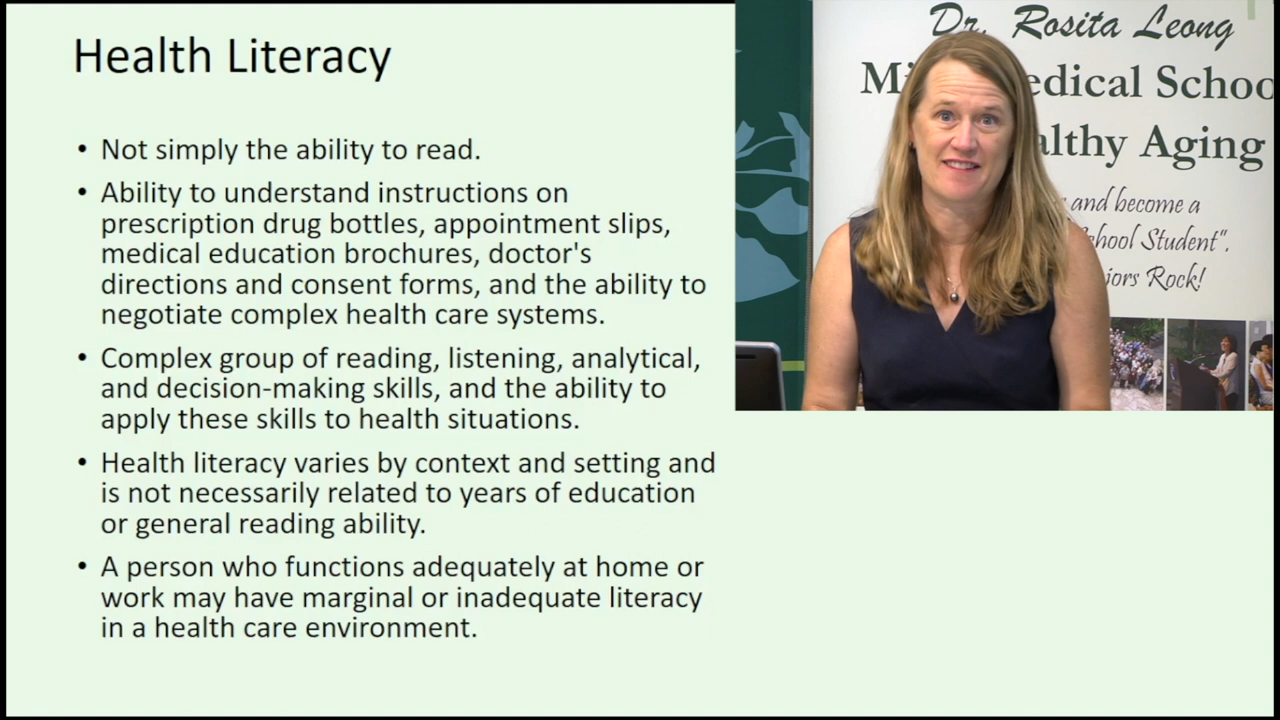 Health Literacy
• Not simply the ability to read.
• Ability to understand instructions on
prescription drug bottles, appointment slips,
medical education brochures, doctor's
directions and consent forms, and the ability to
negotiate complex health care systems.
• Complex group of reading, listening, analytical,
and decision-making skills, and the ability to
apply these skills to health situations.
• Health literacy varies by context and setting and
is not necessarily related to years of education
or general reading ability.
• A person who functions adequately at home or
work may have marginal or inadequate literacy
in a health care environment.
Dr. Rosita Leong
Mi edical Schoo
althy Aging
and become a
School Student".
iors Rock!